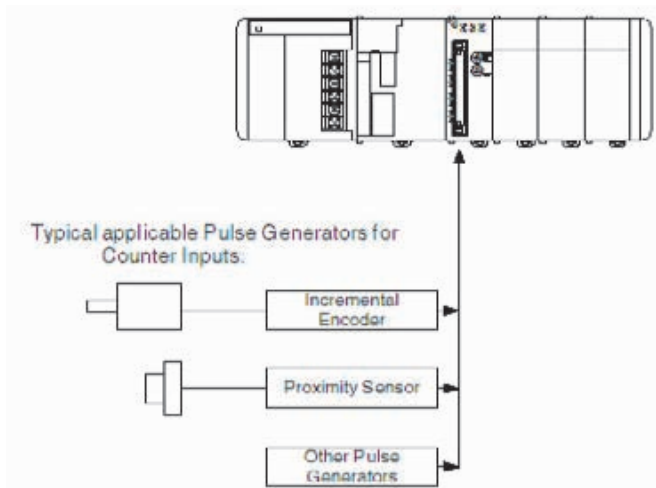 Typical applicable Pulse Generators for
Counter Inputs.
Incremental
Encoder
Proximity Sensor
Other Pulse
Generators